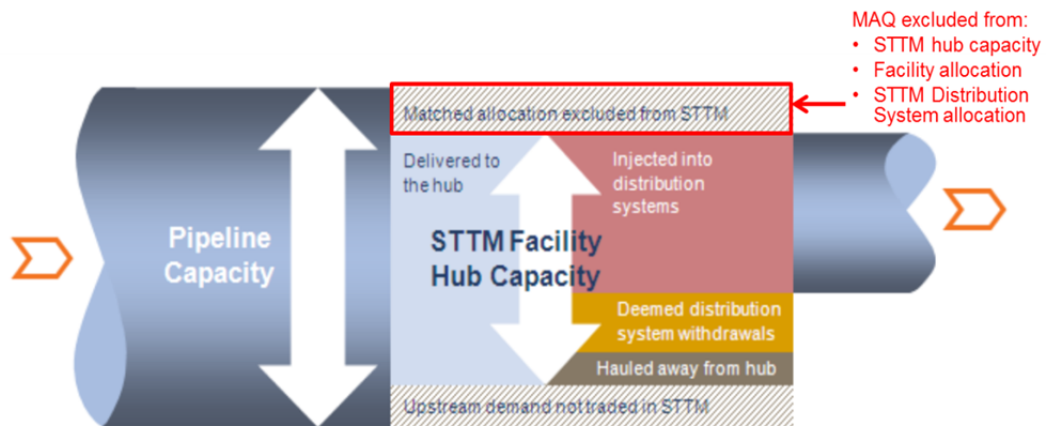 MAQ excluded from:
• STTM hub capacity
• Facility allocation
• STTM Distribution
System allocation
Matched allocation excluded from STTM
Delivered to
the hub
Injected into
distribution
systems
Pipeline
Capacity
STTM Facility
Hub Capacity
Deemed distribution
system withdrawals
Hauled away from hub
Upstream demand not traded in STTM